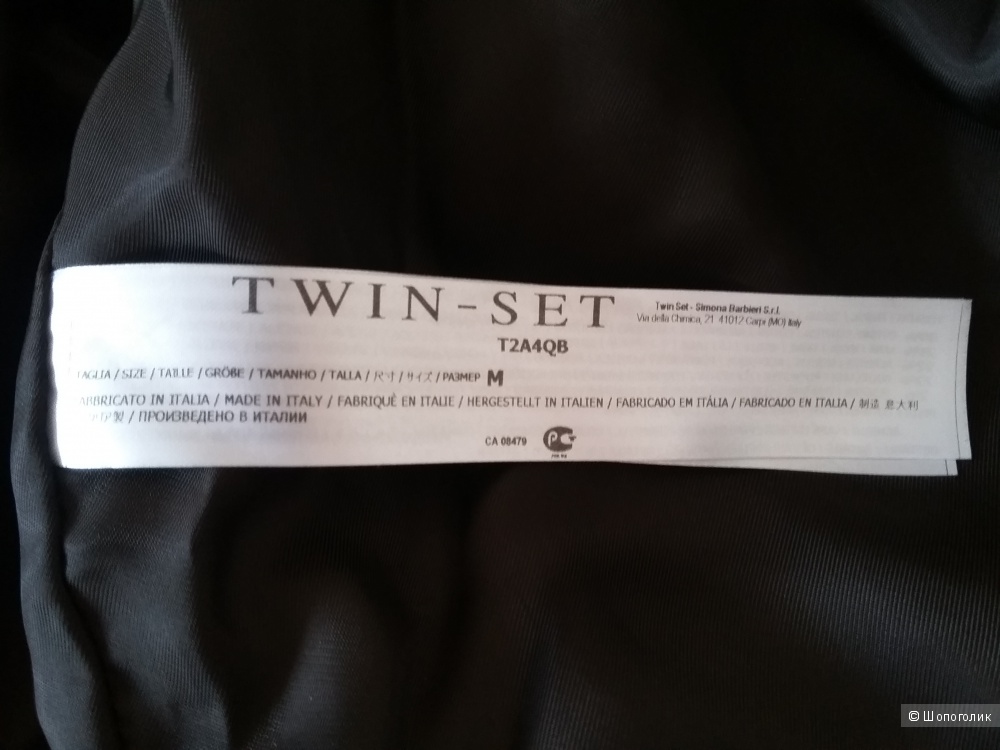 TWIN-SET
Twin Set - Simona Barbieri S.r.l.
Via della Chimica, 21 41012 Carpi (MO) Italy
T2A4QB
TAGLIA / SIZE / TAILLE / GRÖßE / TAMANHO / TALLA / 尺寸 / サイズ / РАЗМЕР M
FABBRICATO IN ITALIA / MADE IN ITALY / FABRIQUÈ EN ITALIE / HERGESTELLT IN ITALIEN / FABRICADO EM ITÁLIA / FABRICADO EN ITALIA / 制造 意大利
製 / ПРОИЗВЕДЕНО В ИТАЛИИ
CA 08479
© Шопоголик